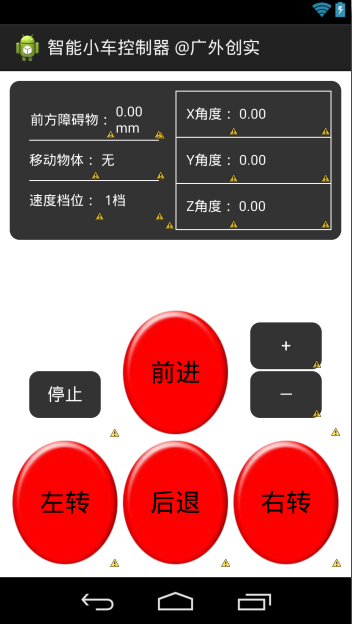 智能小车控制器 @广外创实
前方障碍物： 0.00
mm
移动物体： 无
速度档位： 1档
X角度： 0.00
Y角度： 0.00
Z角度： 0.00
前进
+
停止
—
左转
后退
右转